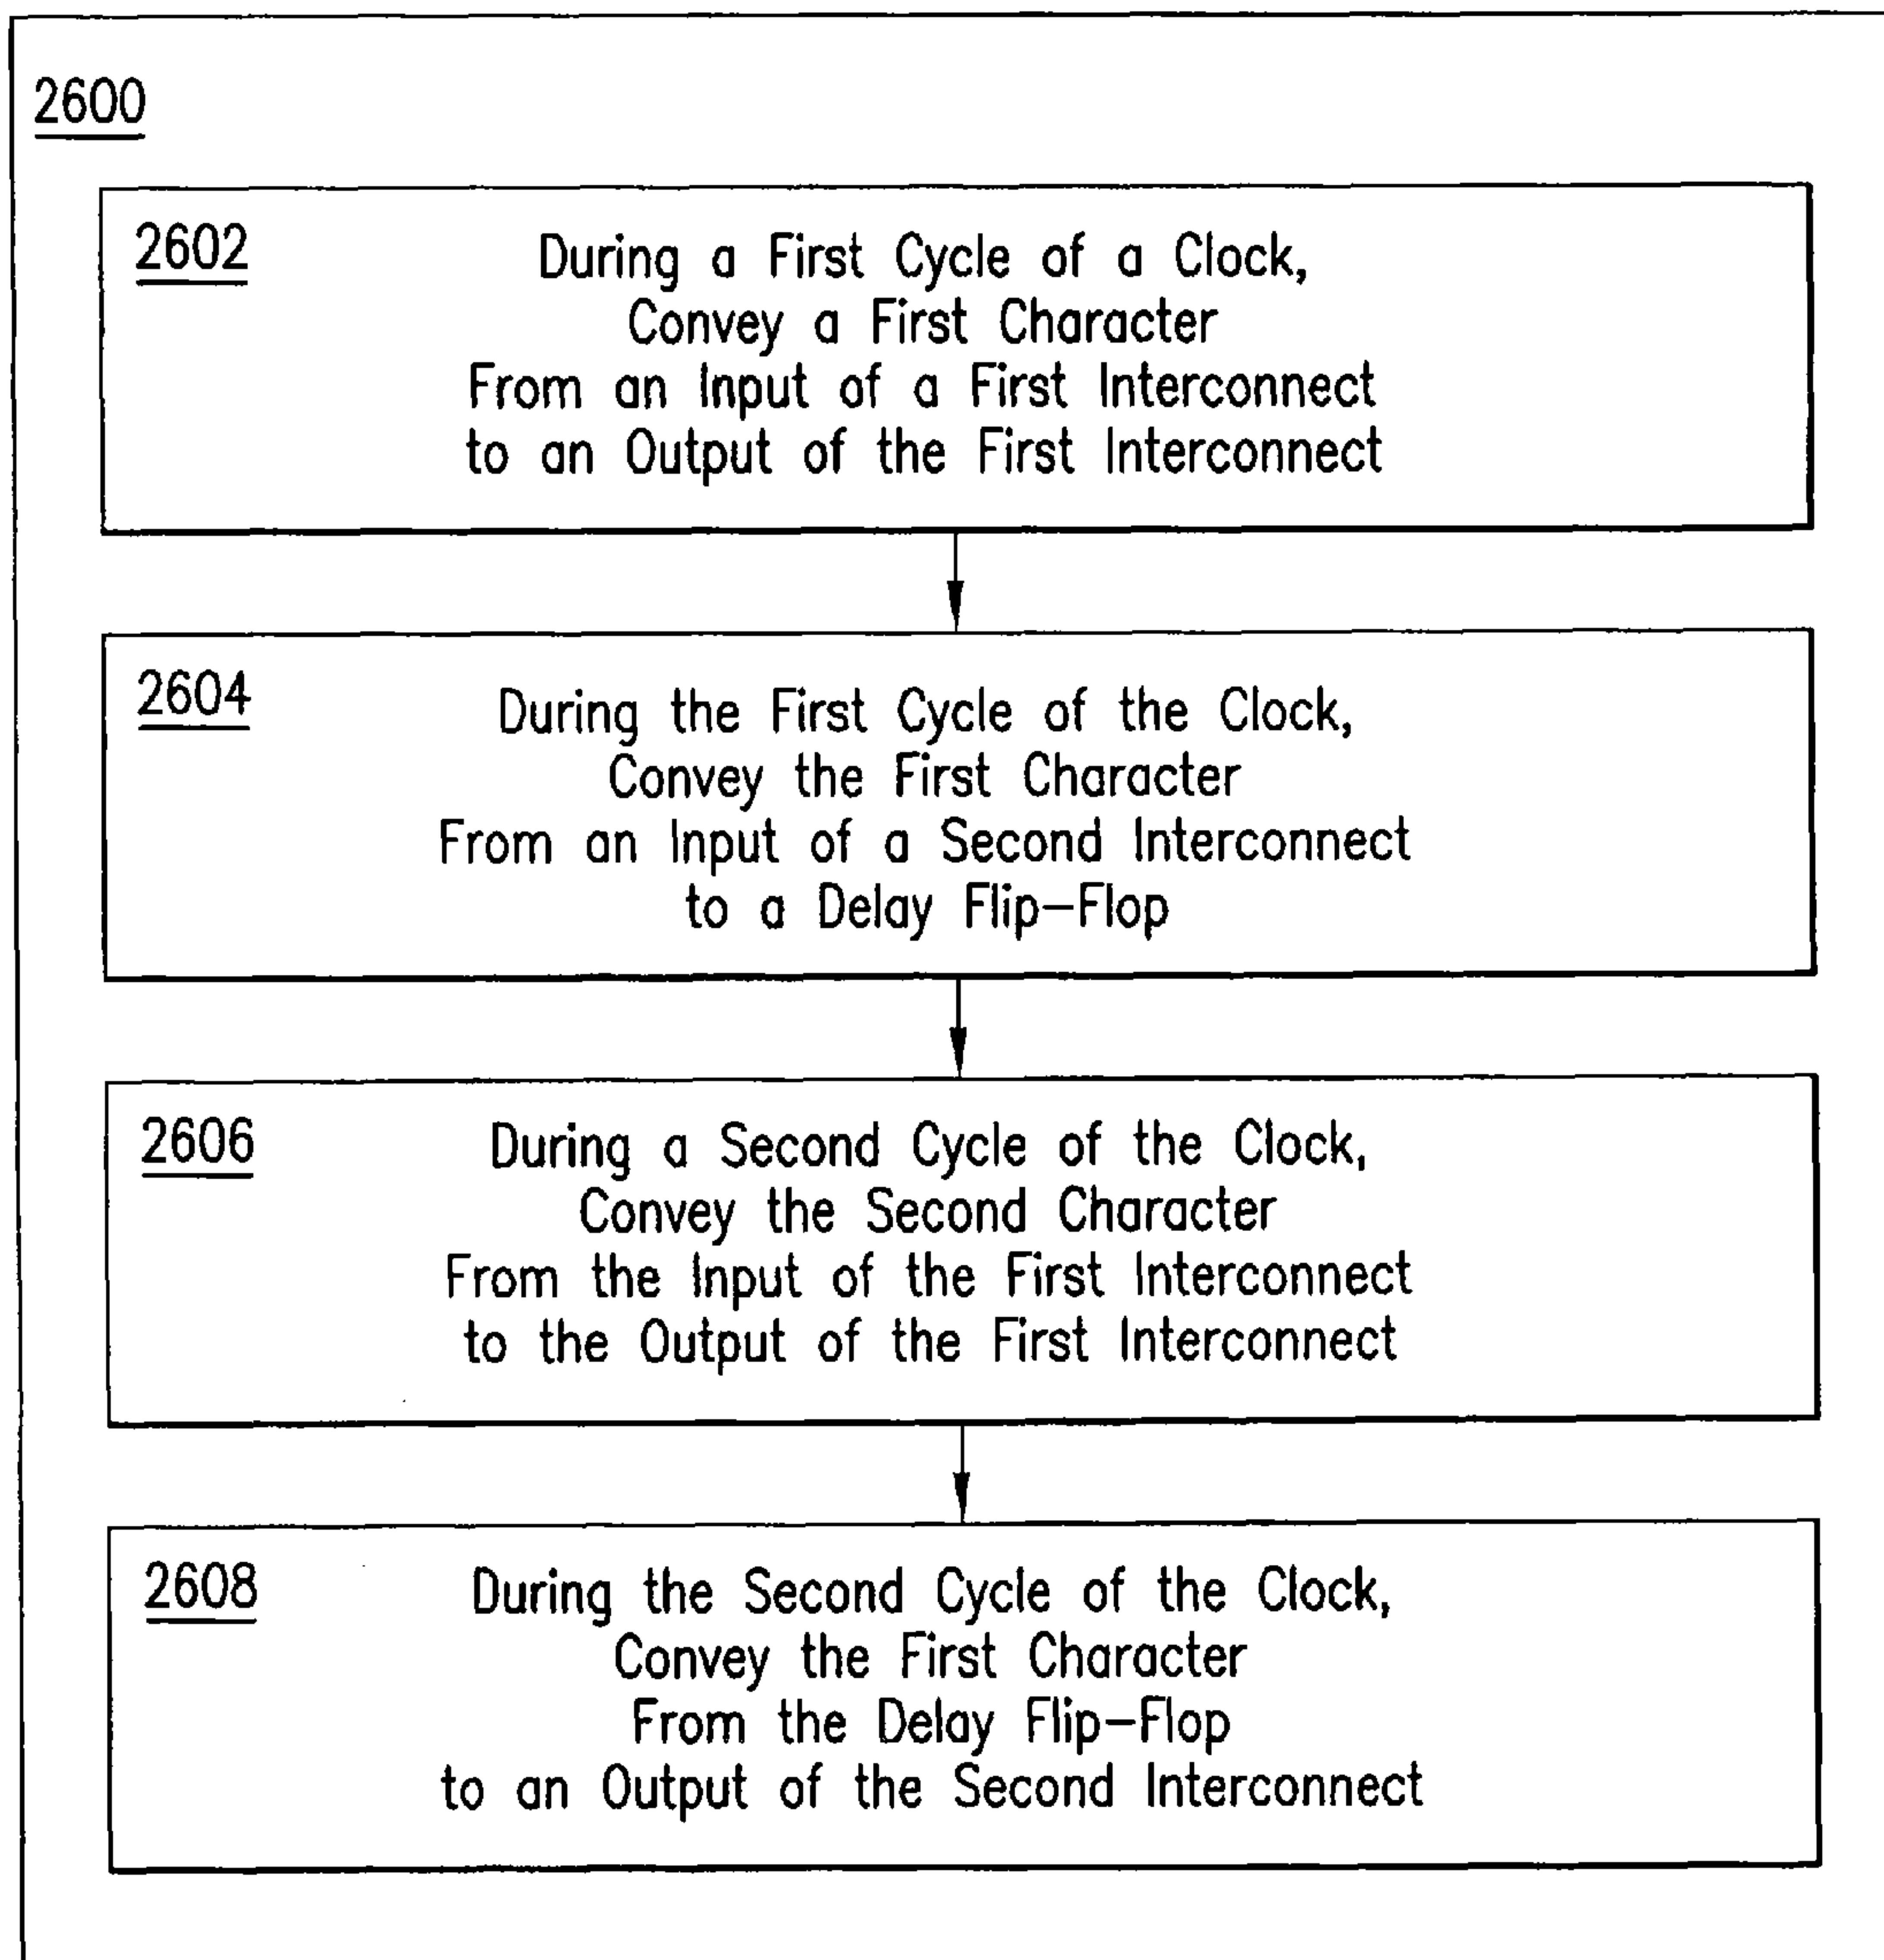 2600
2602
During a First Cycle of a Clock,
Convey a First Character
From an Input of a First Interconnect
to an Output of the First Interconnect
2604
During the First Cycle of the Clock,
Convey the First Character
From an Input of a Second Interconnect
to a Delay Flip-Flop
2606
During a Second Cycle of the Clock,
Convey the Second Character
From the Input of the First Interconnect
to the Output of the First Interconnect
2608
During the Second Cycle of the Clock,
Convey the First Character
From the Delay Flip-Flop
to an Output of the Second Interconnect